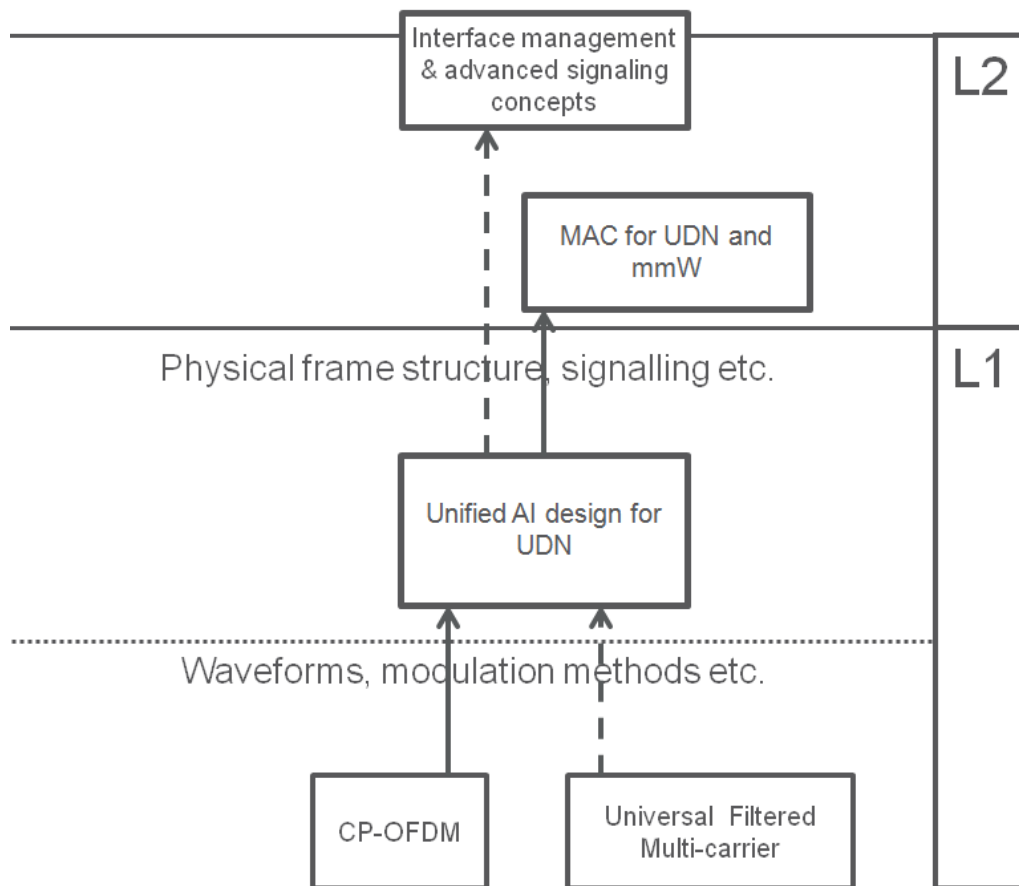 Interface management
& advanced signaling
concepts
L2
MAC for UDN and
mmW
Physical frame structure, signalling etc.
L1
Unified AI design for
UDN
Waveforms, modulation methods etc.
CP-OFDM
Universal Filtered
Multi-carrier